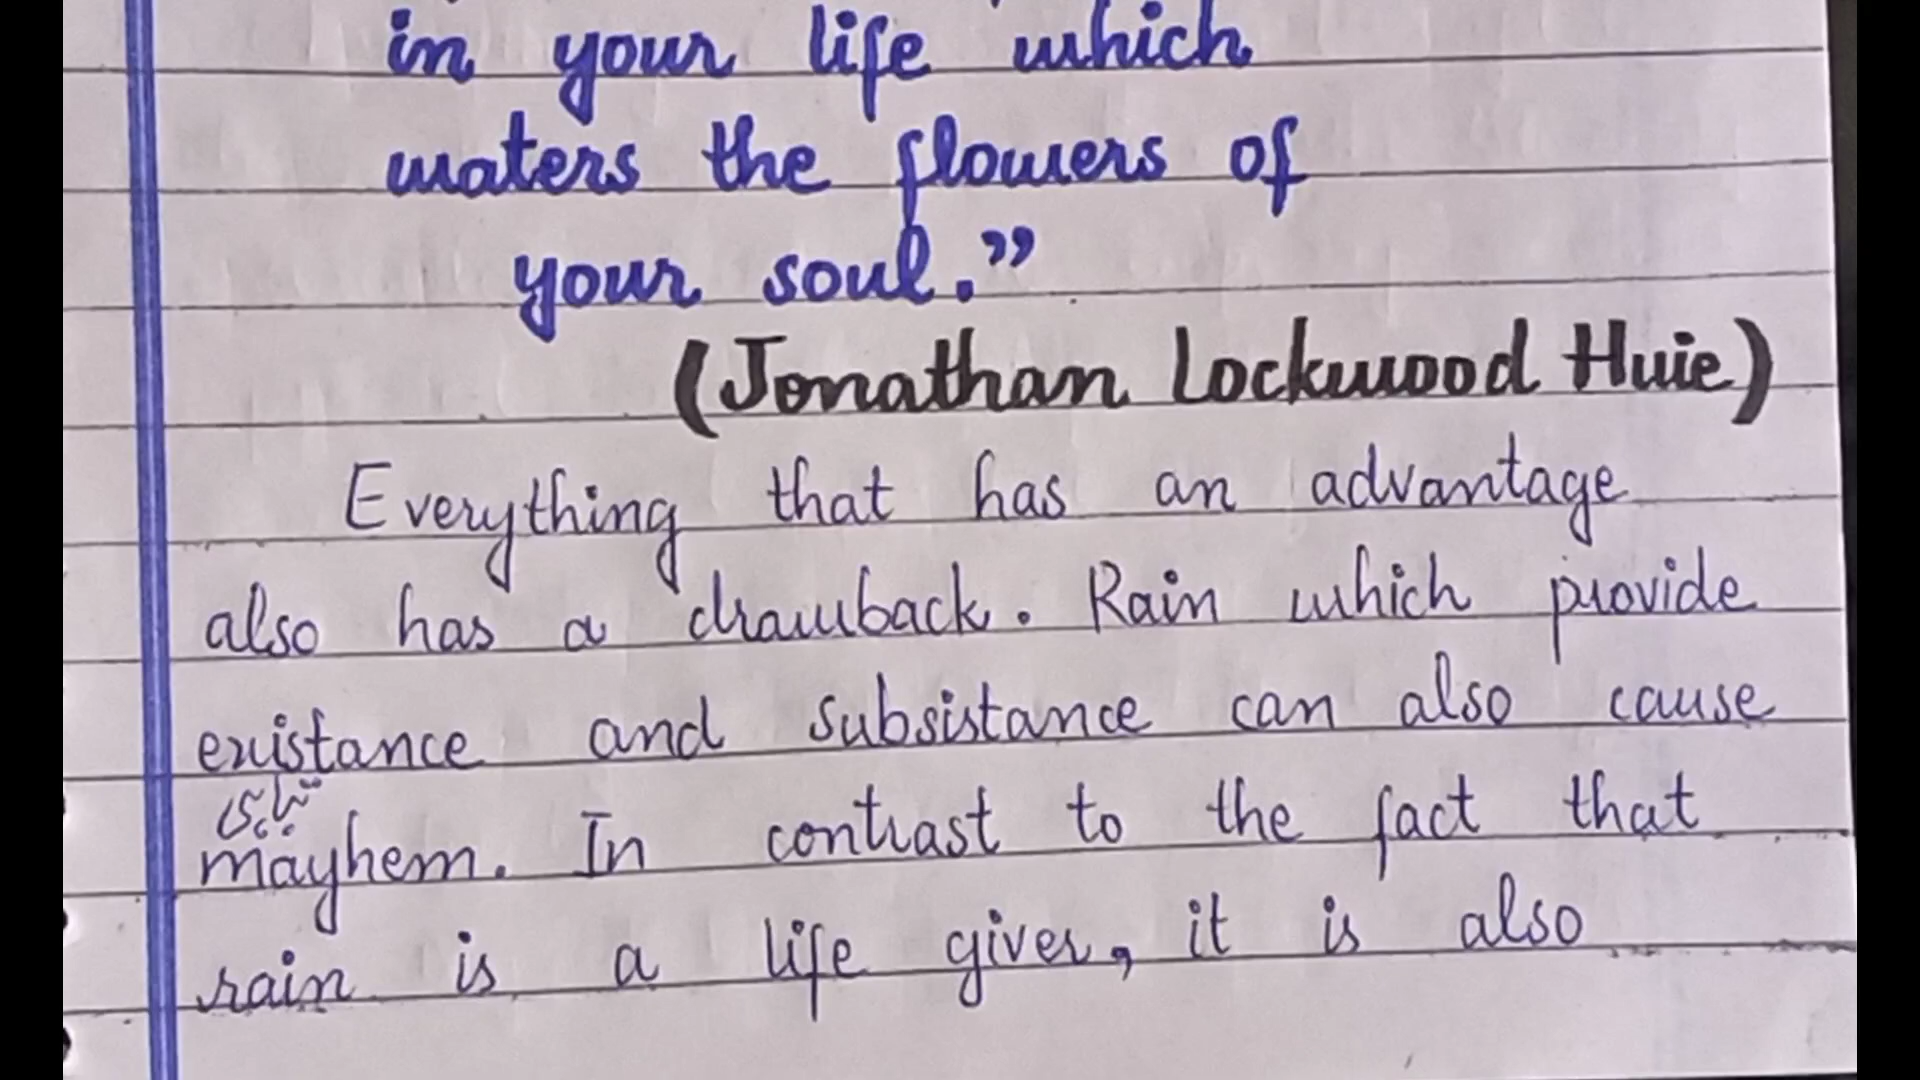 in your life which
waters the flowers of
your soul.”
(Jonathan Lockwood Huie)
Everything that has an advantage
also has a drawback. Rain which provide
existance and subsistance can also cause
تباہی
mayhem. In contrast to the fact that
rain is a life giver, it is also